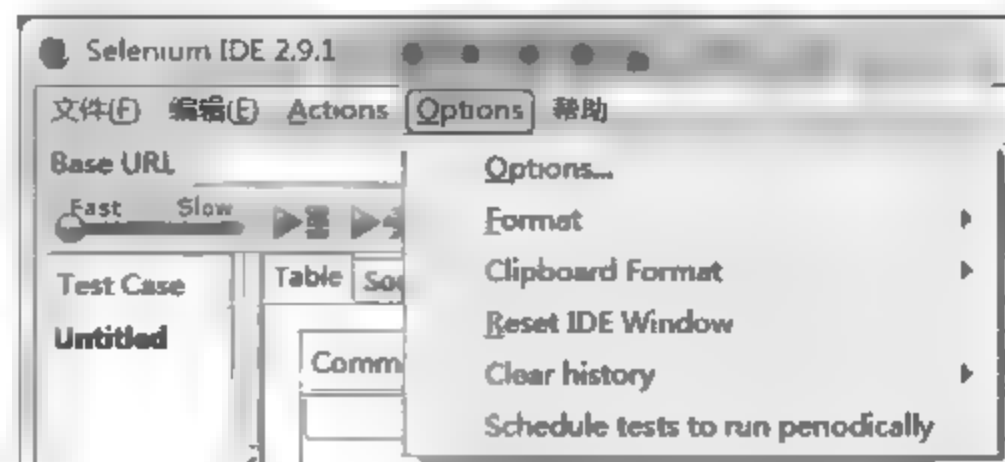 Selenium IDE 2.9.1
文件(F) 编辑(E) Actions Options 帮助
Base URL
Fast Slow
Test Case
Untitled
Table Sou
Comm
Options...
Format
Clipboard Format
Reset IDE Window
Clear history
Schedule tests to run periodically